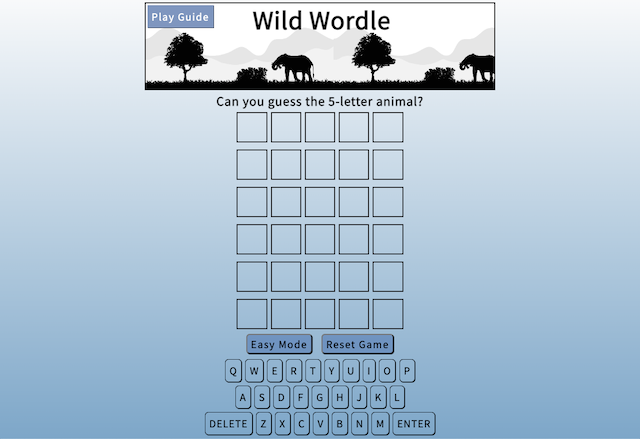 Play Guide
Wild Wordle
Can you guess the 5-letter animal?
Easy Mode Reset Game
Q W E R T Y U I O P
A S D F G H J K L
DELETE Z X C V B N M ENTER